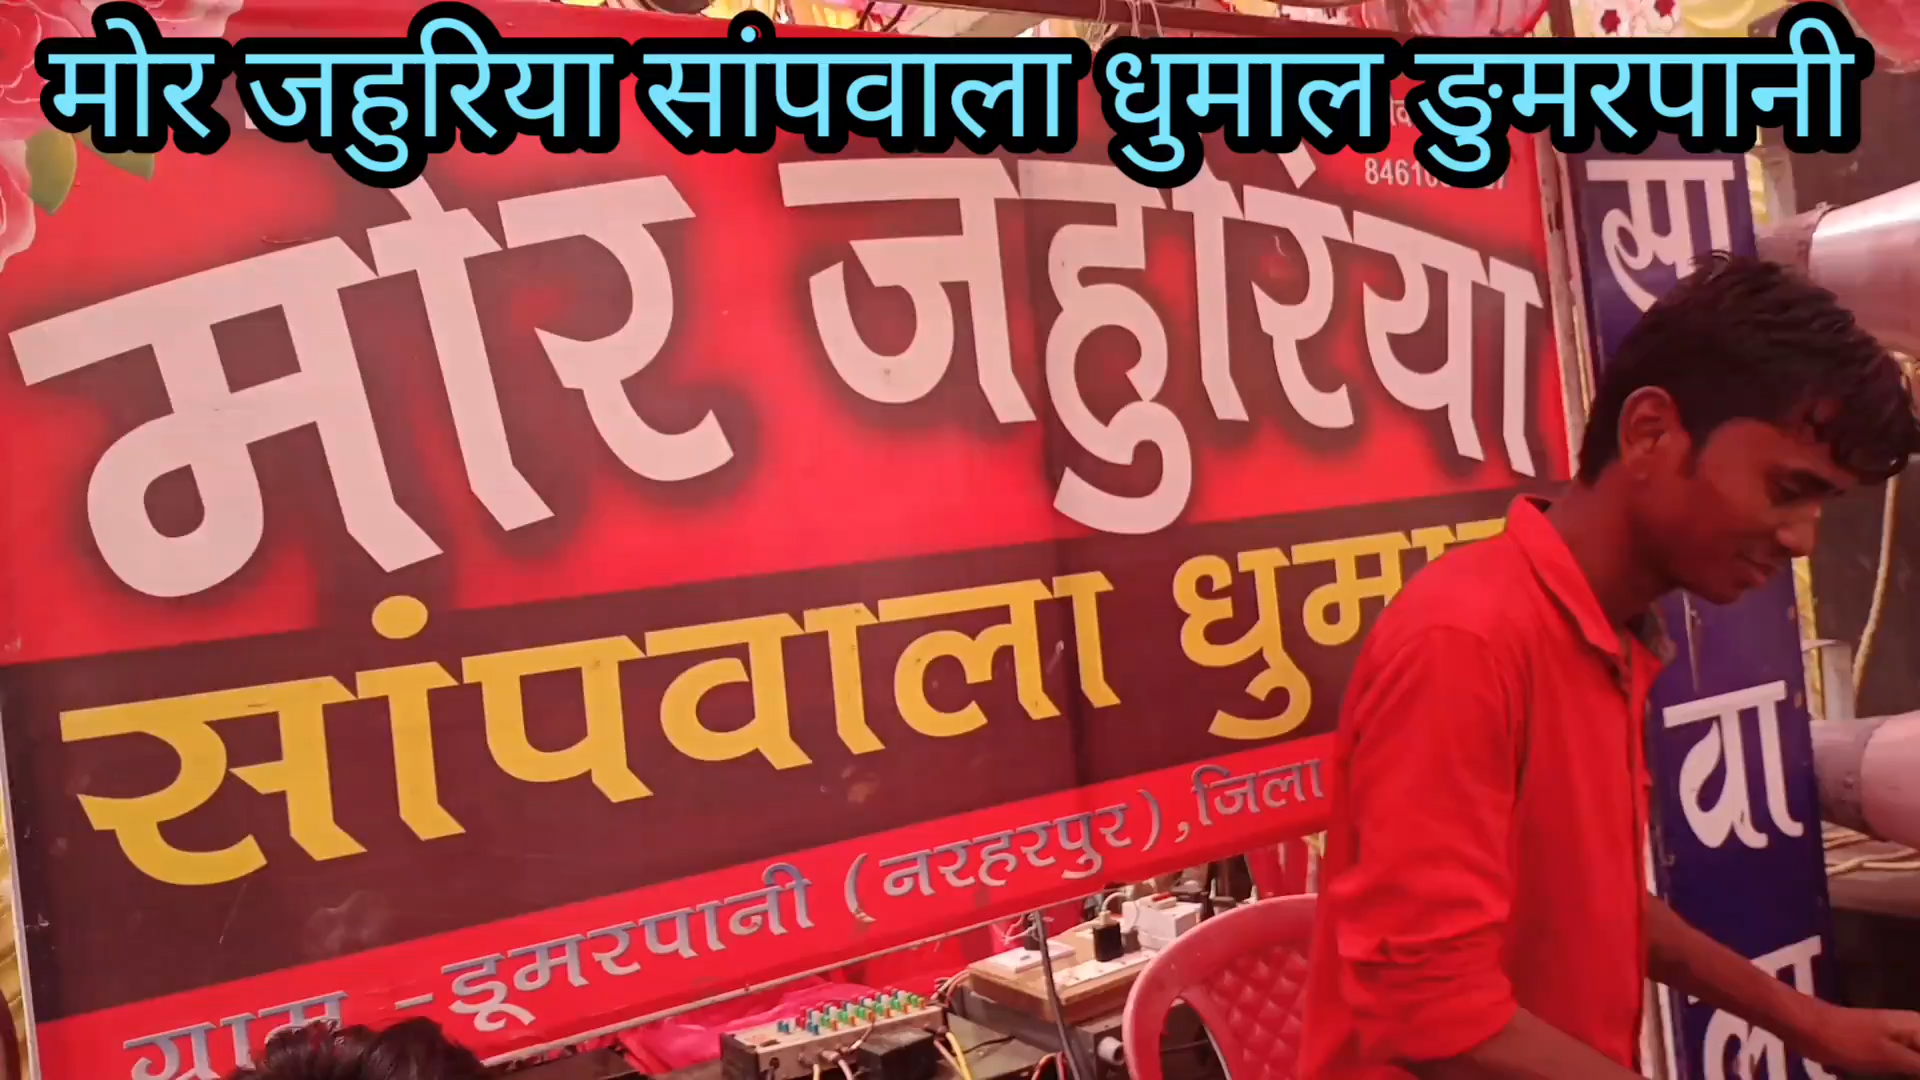 मोर जहुरिया सांपवाला धुमाल डुमरपानी
मोर जहुरिया
सांपवाला धुमाल
ग्राम - डूमरपानी (नरहरपुर), जिला
सा
वा